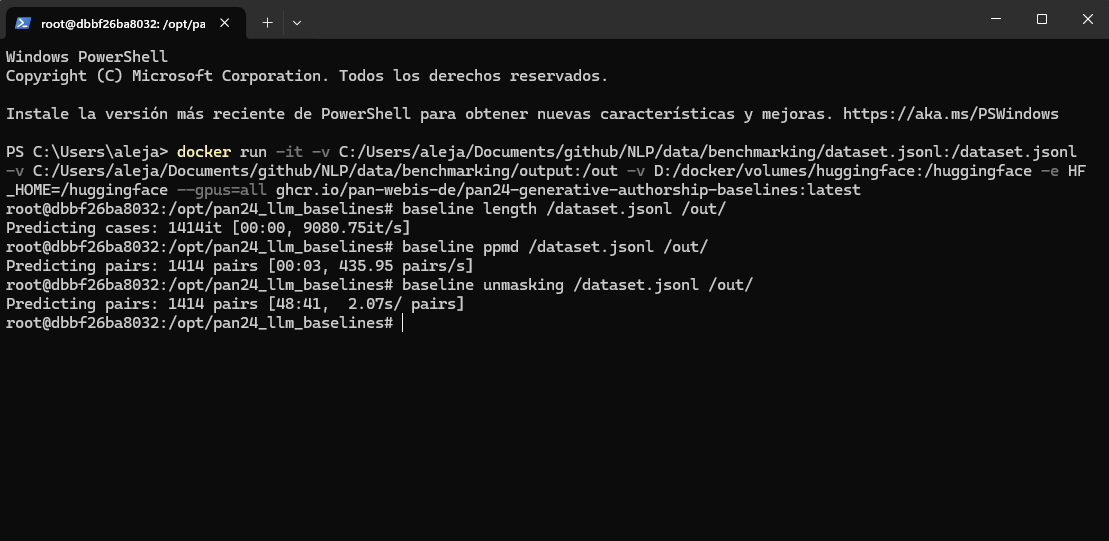 root@dbbf26ba8032: /opt/pa
Windows PowerShell
Copyright (C) Microsoft Corporation. Todos los derechos reservados.
Instale la versión más reciente de PowerShell para obtener nuevas características y mejoras. https://aka.ms/PSWindows
PS C:\Users\aleja> docker run -it -v C:/Users/aleja/Documents/github/NLP/data/benchmarking/dataset.jsonl:/dataset.jsonl
-v C:/Users/aleja/Documents/github/NLP/data/benchmarking/output:/out -v D:/docker/volumes/huggingface:/huggingface -e HF
_HOME=/huggingface --gpus=all ghcr.io/pan-webis-de/pan24-generative-authorship-baselines:latest
root@dbbf26ba8032:/opt/pan24_llm_baselines# baseline length /dataset.jsonl /out/
Predicting cases: 1414it [00:00, 9080.75it/s]
root@dbbf26ba8032:/opt/pan24_llm_baselines# baseline ppmd /dataset.jsonl /out/
Predicting pairs: 1414 pairs [00:03, 435.95 pairs/s]
root@dbbf26ba8032:/opt/pan24_llm_baselines# baseline unmasking /dataset.jsonl /out/
Predicting pairs: 1414 pairs [48:41,  2.07s/ pairs]
root@dbbf26ba8032:/opt/pan24_llm_baselines#